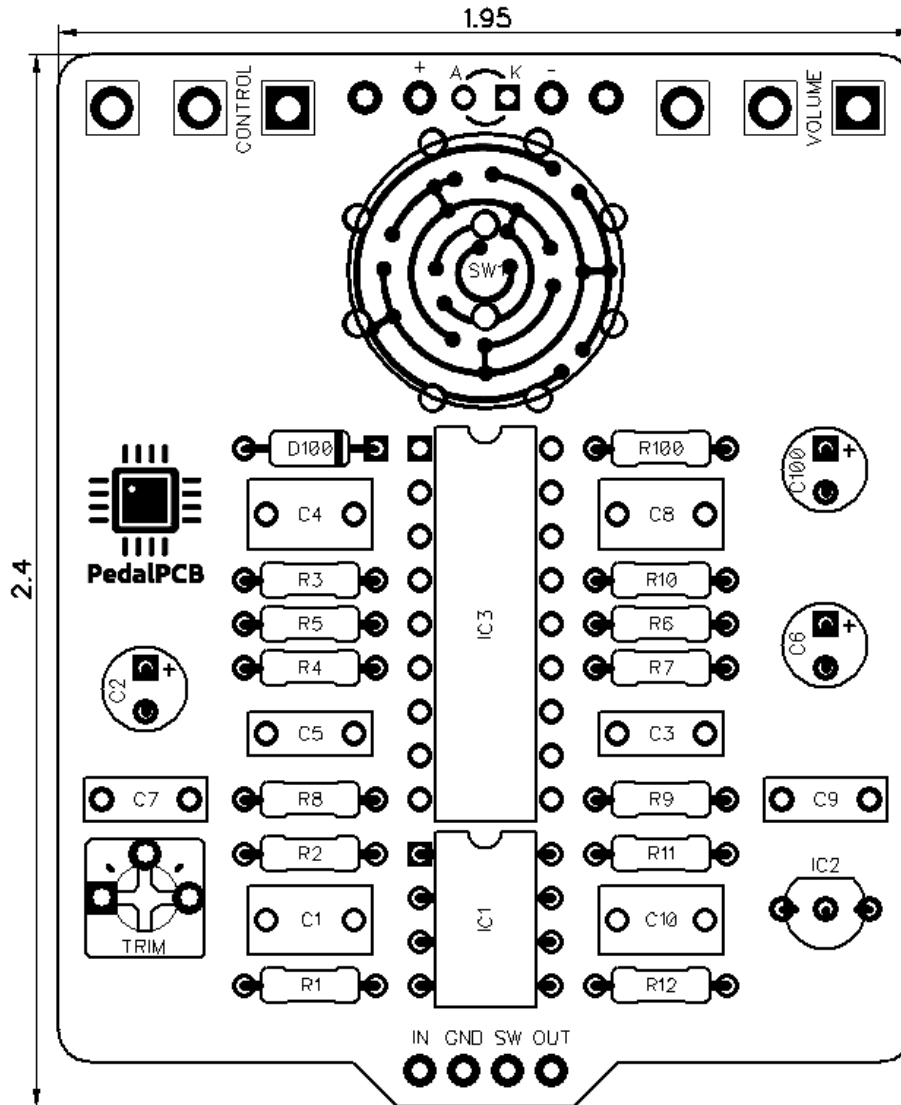 1.95
+ A K -
CONTROL
VOLUME
SW1
D100
R100
C100
+
C4
C8
PedalPCB
2.4
R3
R10
R5
IC3
R6
C6
+
R4
R7
C2
+
C5
C3
C7
R8
R9
C9
R2
R11
IC2
C1
IC1
C10
TRIM
R1
R12
IN GND SW OUT